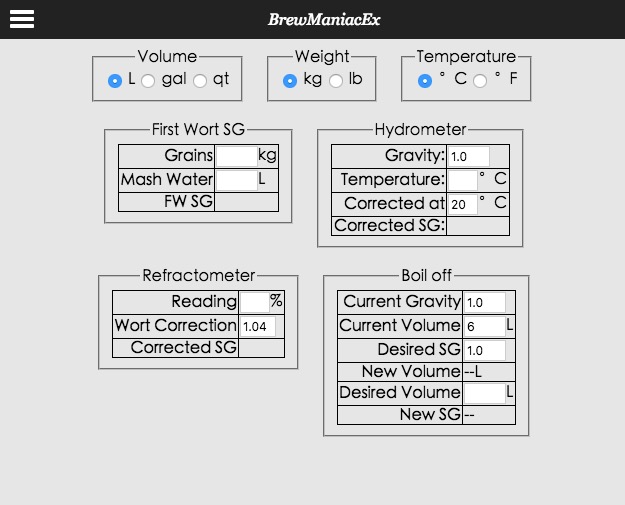 BrewManiacEx
Volume
L gal qt
Weight
kg lb
Temperature
° C ° F
First Wort SG
Grains kg
Mash Water L
FW SG
Hydrometer
Gravity: 1.0
Temperature: ° C
Corrected at 20 ° C
Corrected SG:
Refractometer
Reading %
Wort Correction 1.04
Corrected SG
Boil off
Current Gravity 1.0
Current Volume 6 L
Desired SG 1.0
New Volume --L
Desired Volume L
New SG --